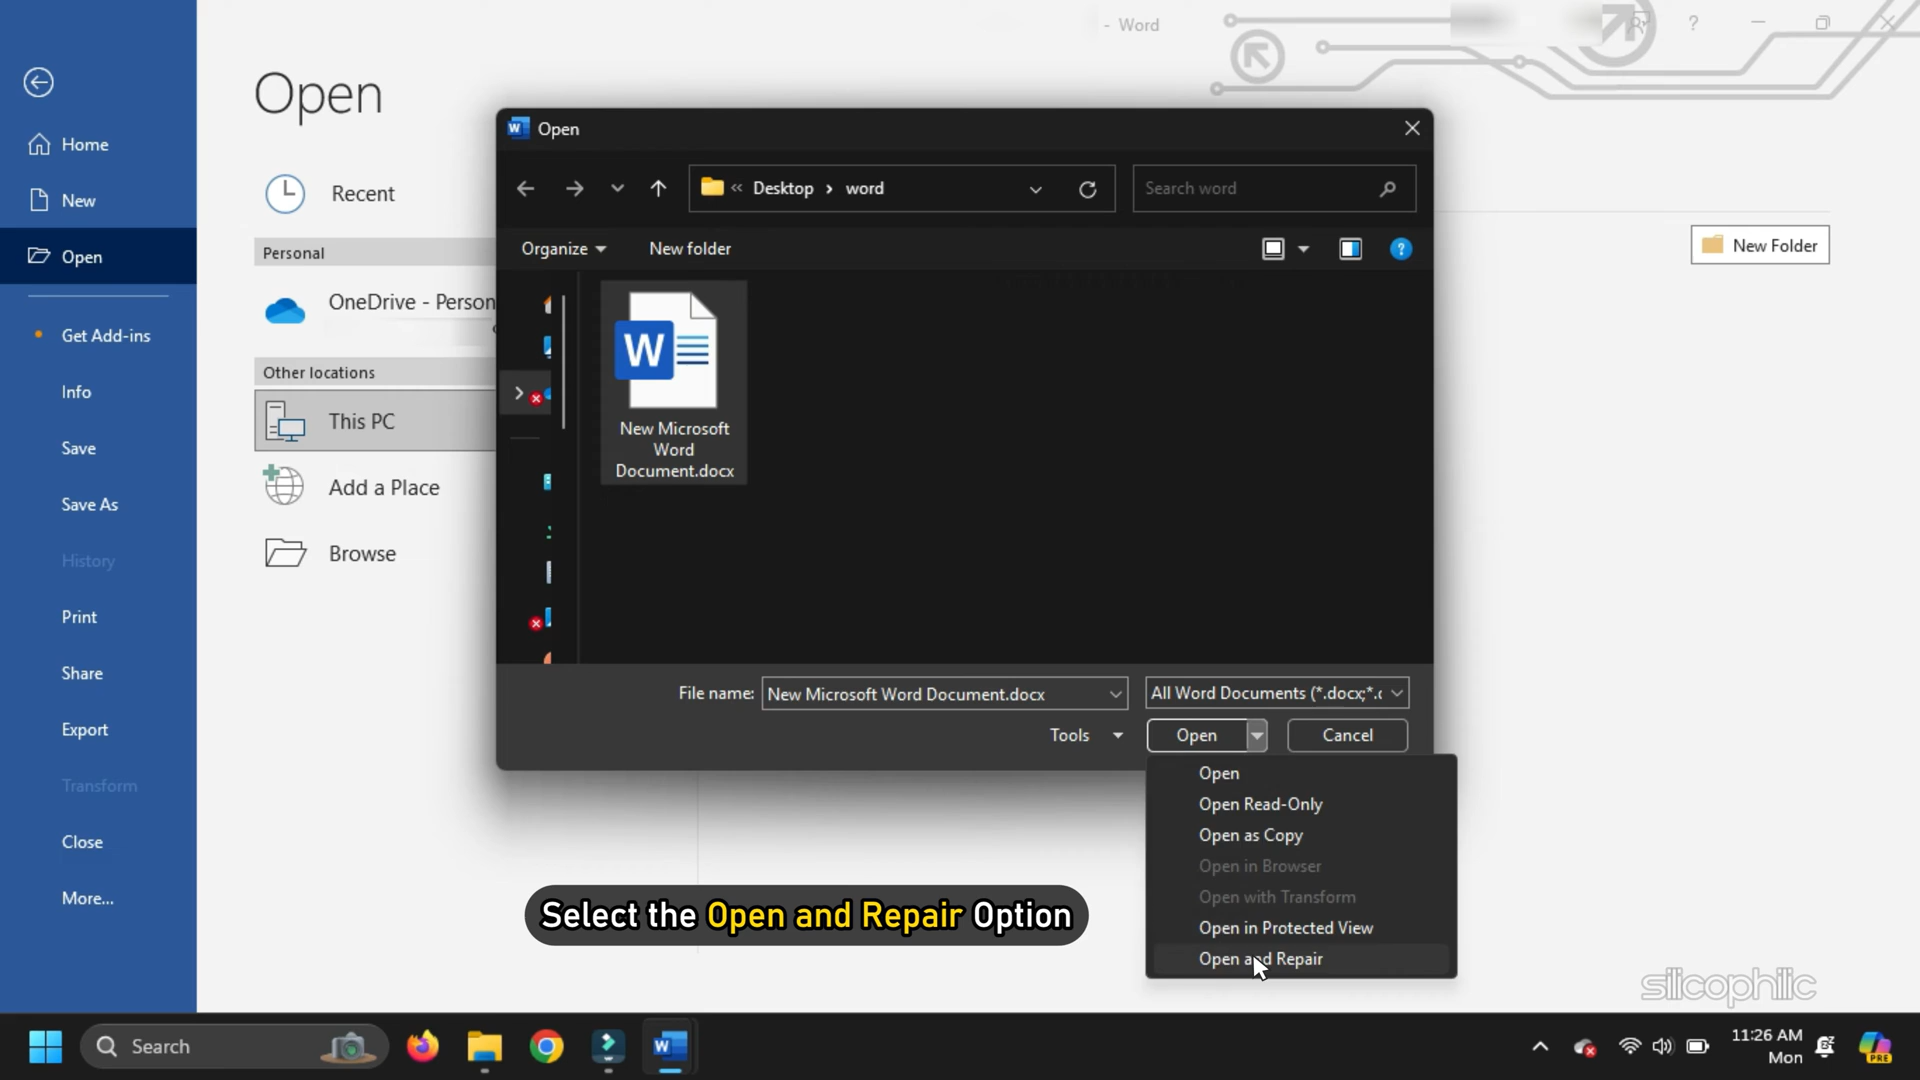 - Word
?
Open
Home
New
Open
Get Add-ins
Info
Save
Save As
History
Print
Share
Export
Transform
Close
More...
Recent
Personal
OneDrive - Person
Other locations
This PC
Add a Place
Browse
New Folder
Open
« Desktop › word
Search word
Organize
New folder
?
W
New Microsoft
Word
Document.docx
File name:
New Microsoft Word Document.docx
All Word Documents (*.docx;*.c
Tools
Open
Cancel
Open
Open Read-Only
Open as Copy
Open in Browser
Open with Transform
Open in Protected View
Open and Repair
Select the Open and Repair Option
silicophilic
Search
11:26 AM
Mon
PRE